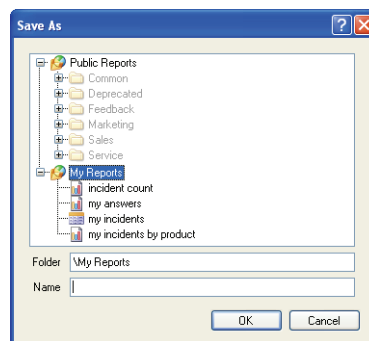 Save As
Public Reports
Common
Deprecated
Feedback
Marketing
Sales
Service
My Reports
incident count
my answers
my incidents
my incidents by product
Folder \My Reports
Name
OK Cancel